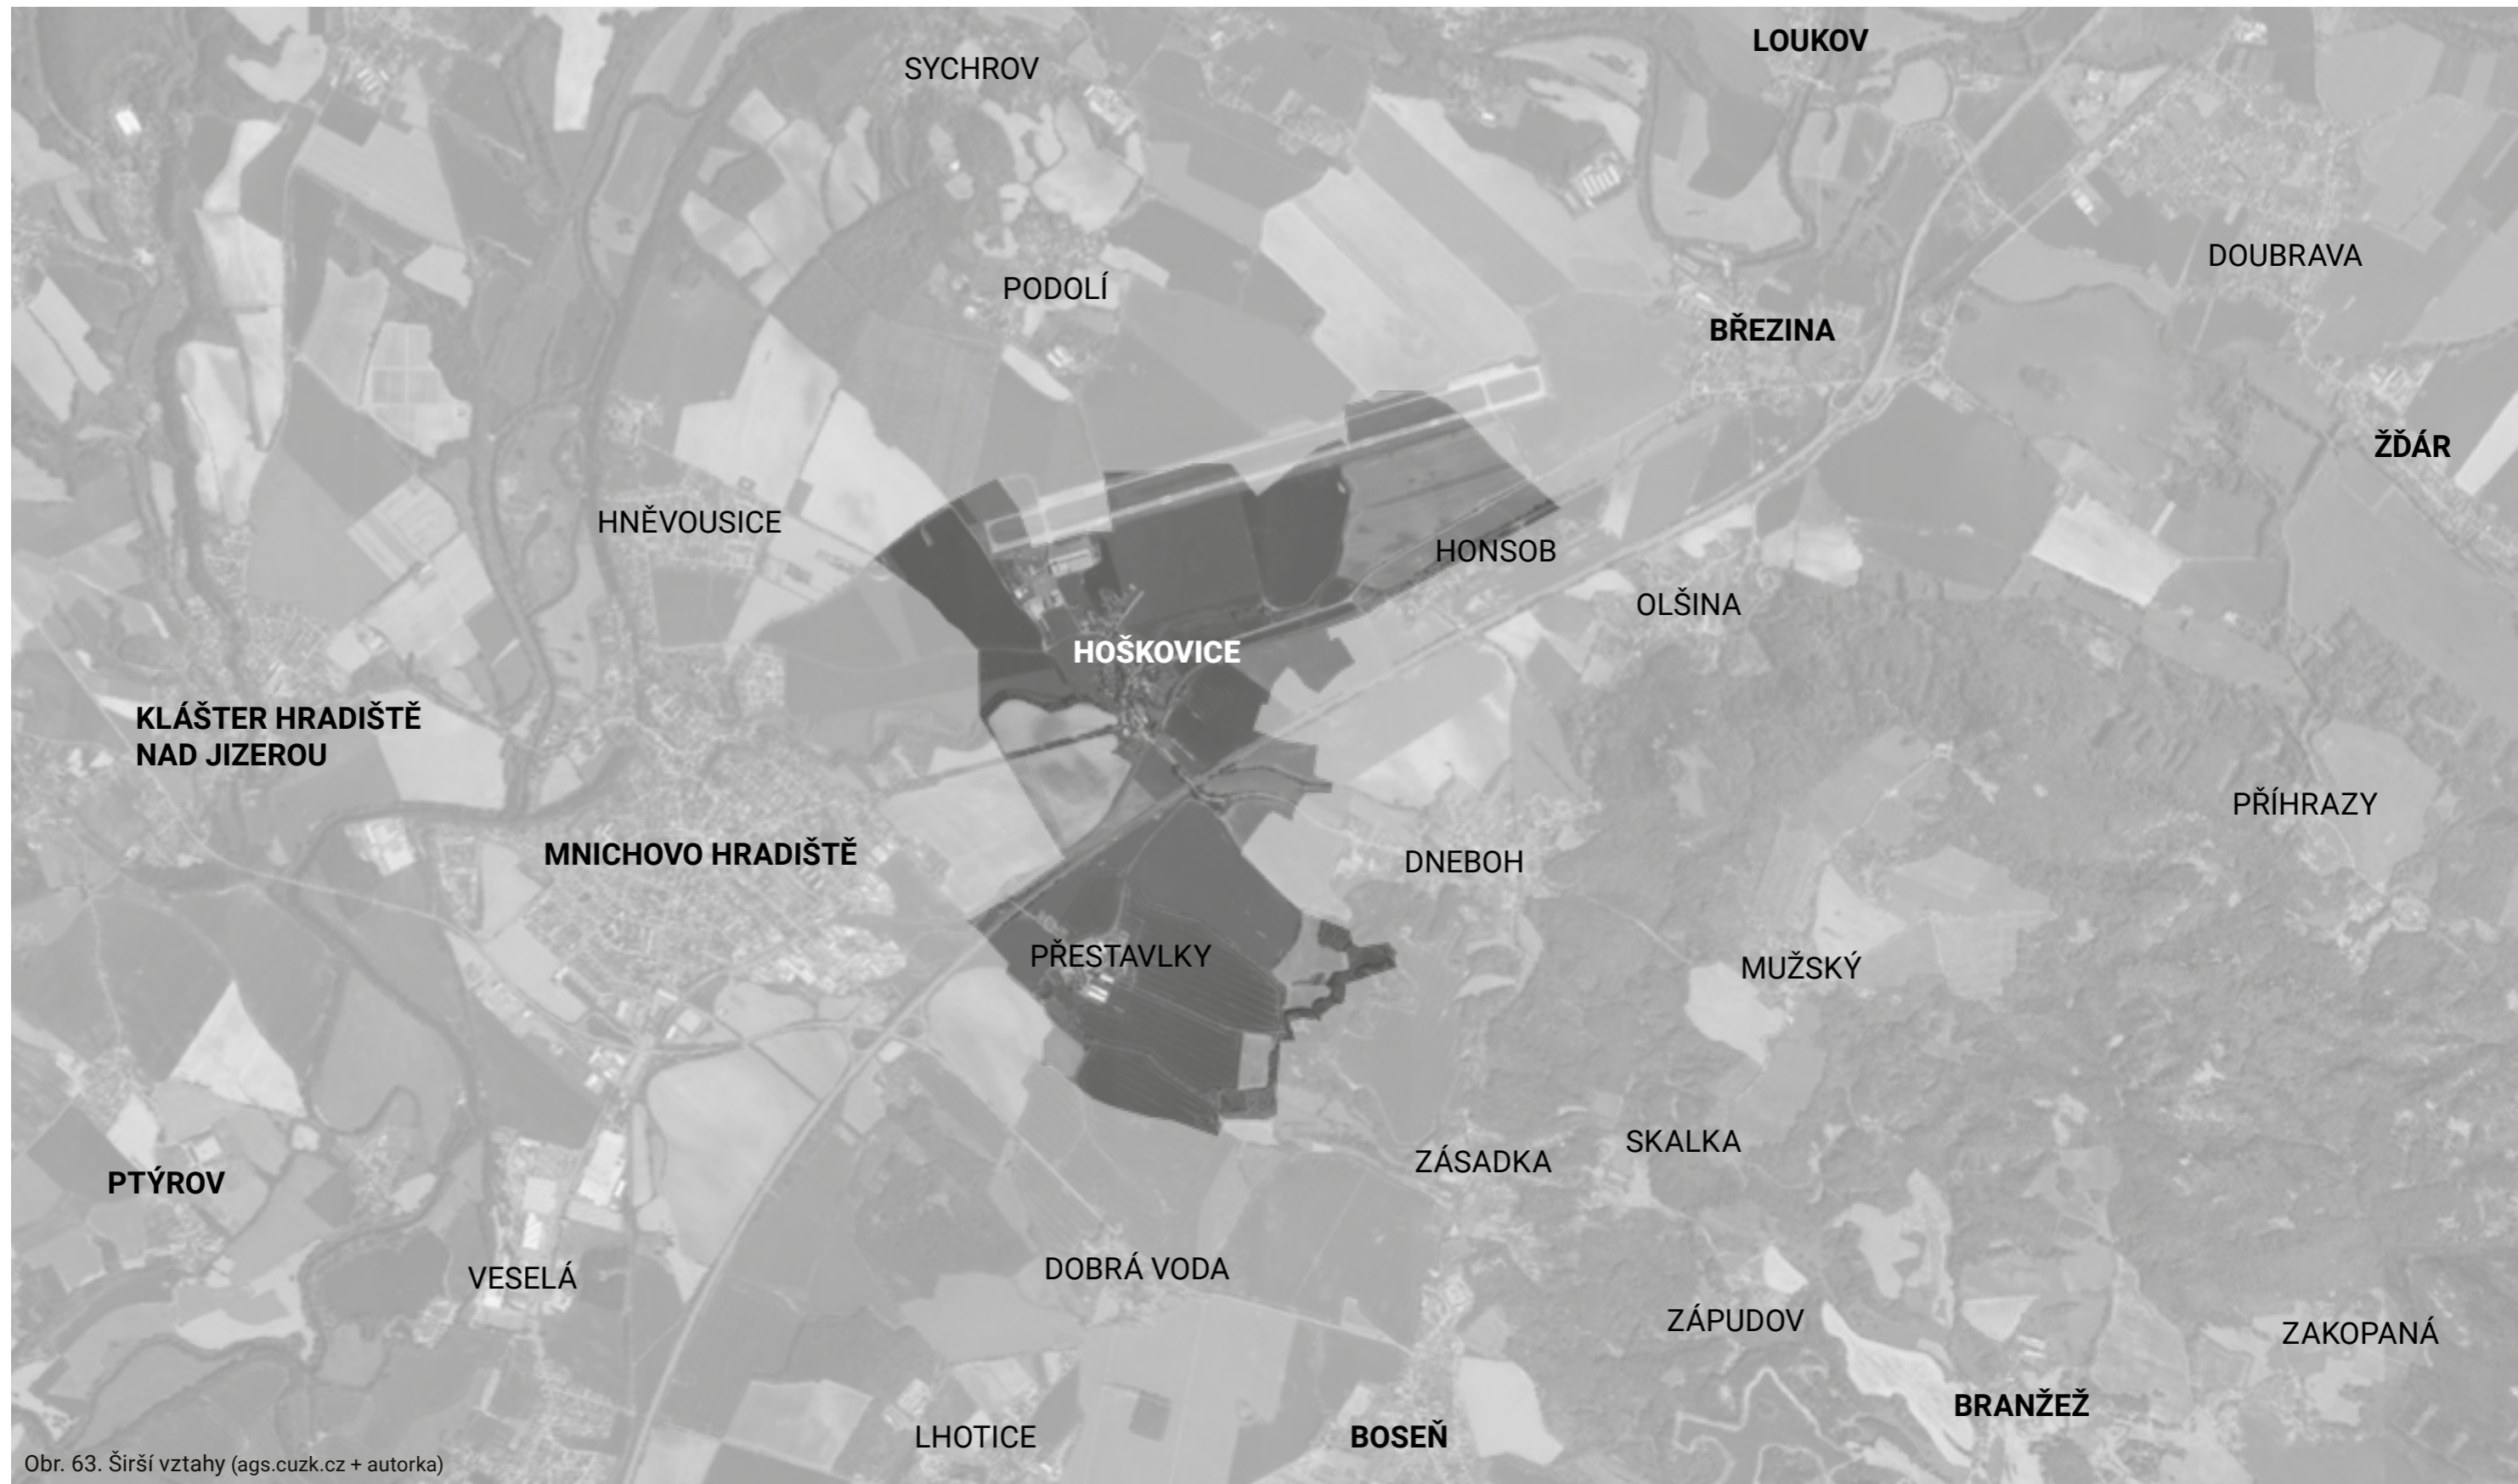 LOUKOV
SYCHROV
DOUBRAVA
PODOLÍ
BŘEZINA
ŽĎÁR
HNĚVOUSICE
HONSOB
OLŠINA
HOŠKOVICE
KLÁŠTER HRADIŠTĚ
NAD JIZEROU
PŘÍHRAZY
MNICHOVO HRADIŠTĚ
DNEBOH
PŘESTAVLKY
MUŽSKÝ
SKALKA
ZÁSADKA
PTÝROV
DOBRÁ VODA
VESELÁ
ZÁPUDOV
ZAKOPANÁ
BRANŽEŽ
LHOTICE
BOSEŇ
Obr. 63. Širší vztahy (ags.cuzk.cz + autorka)